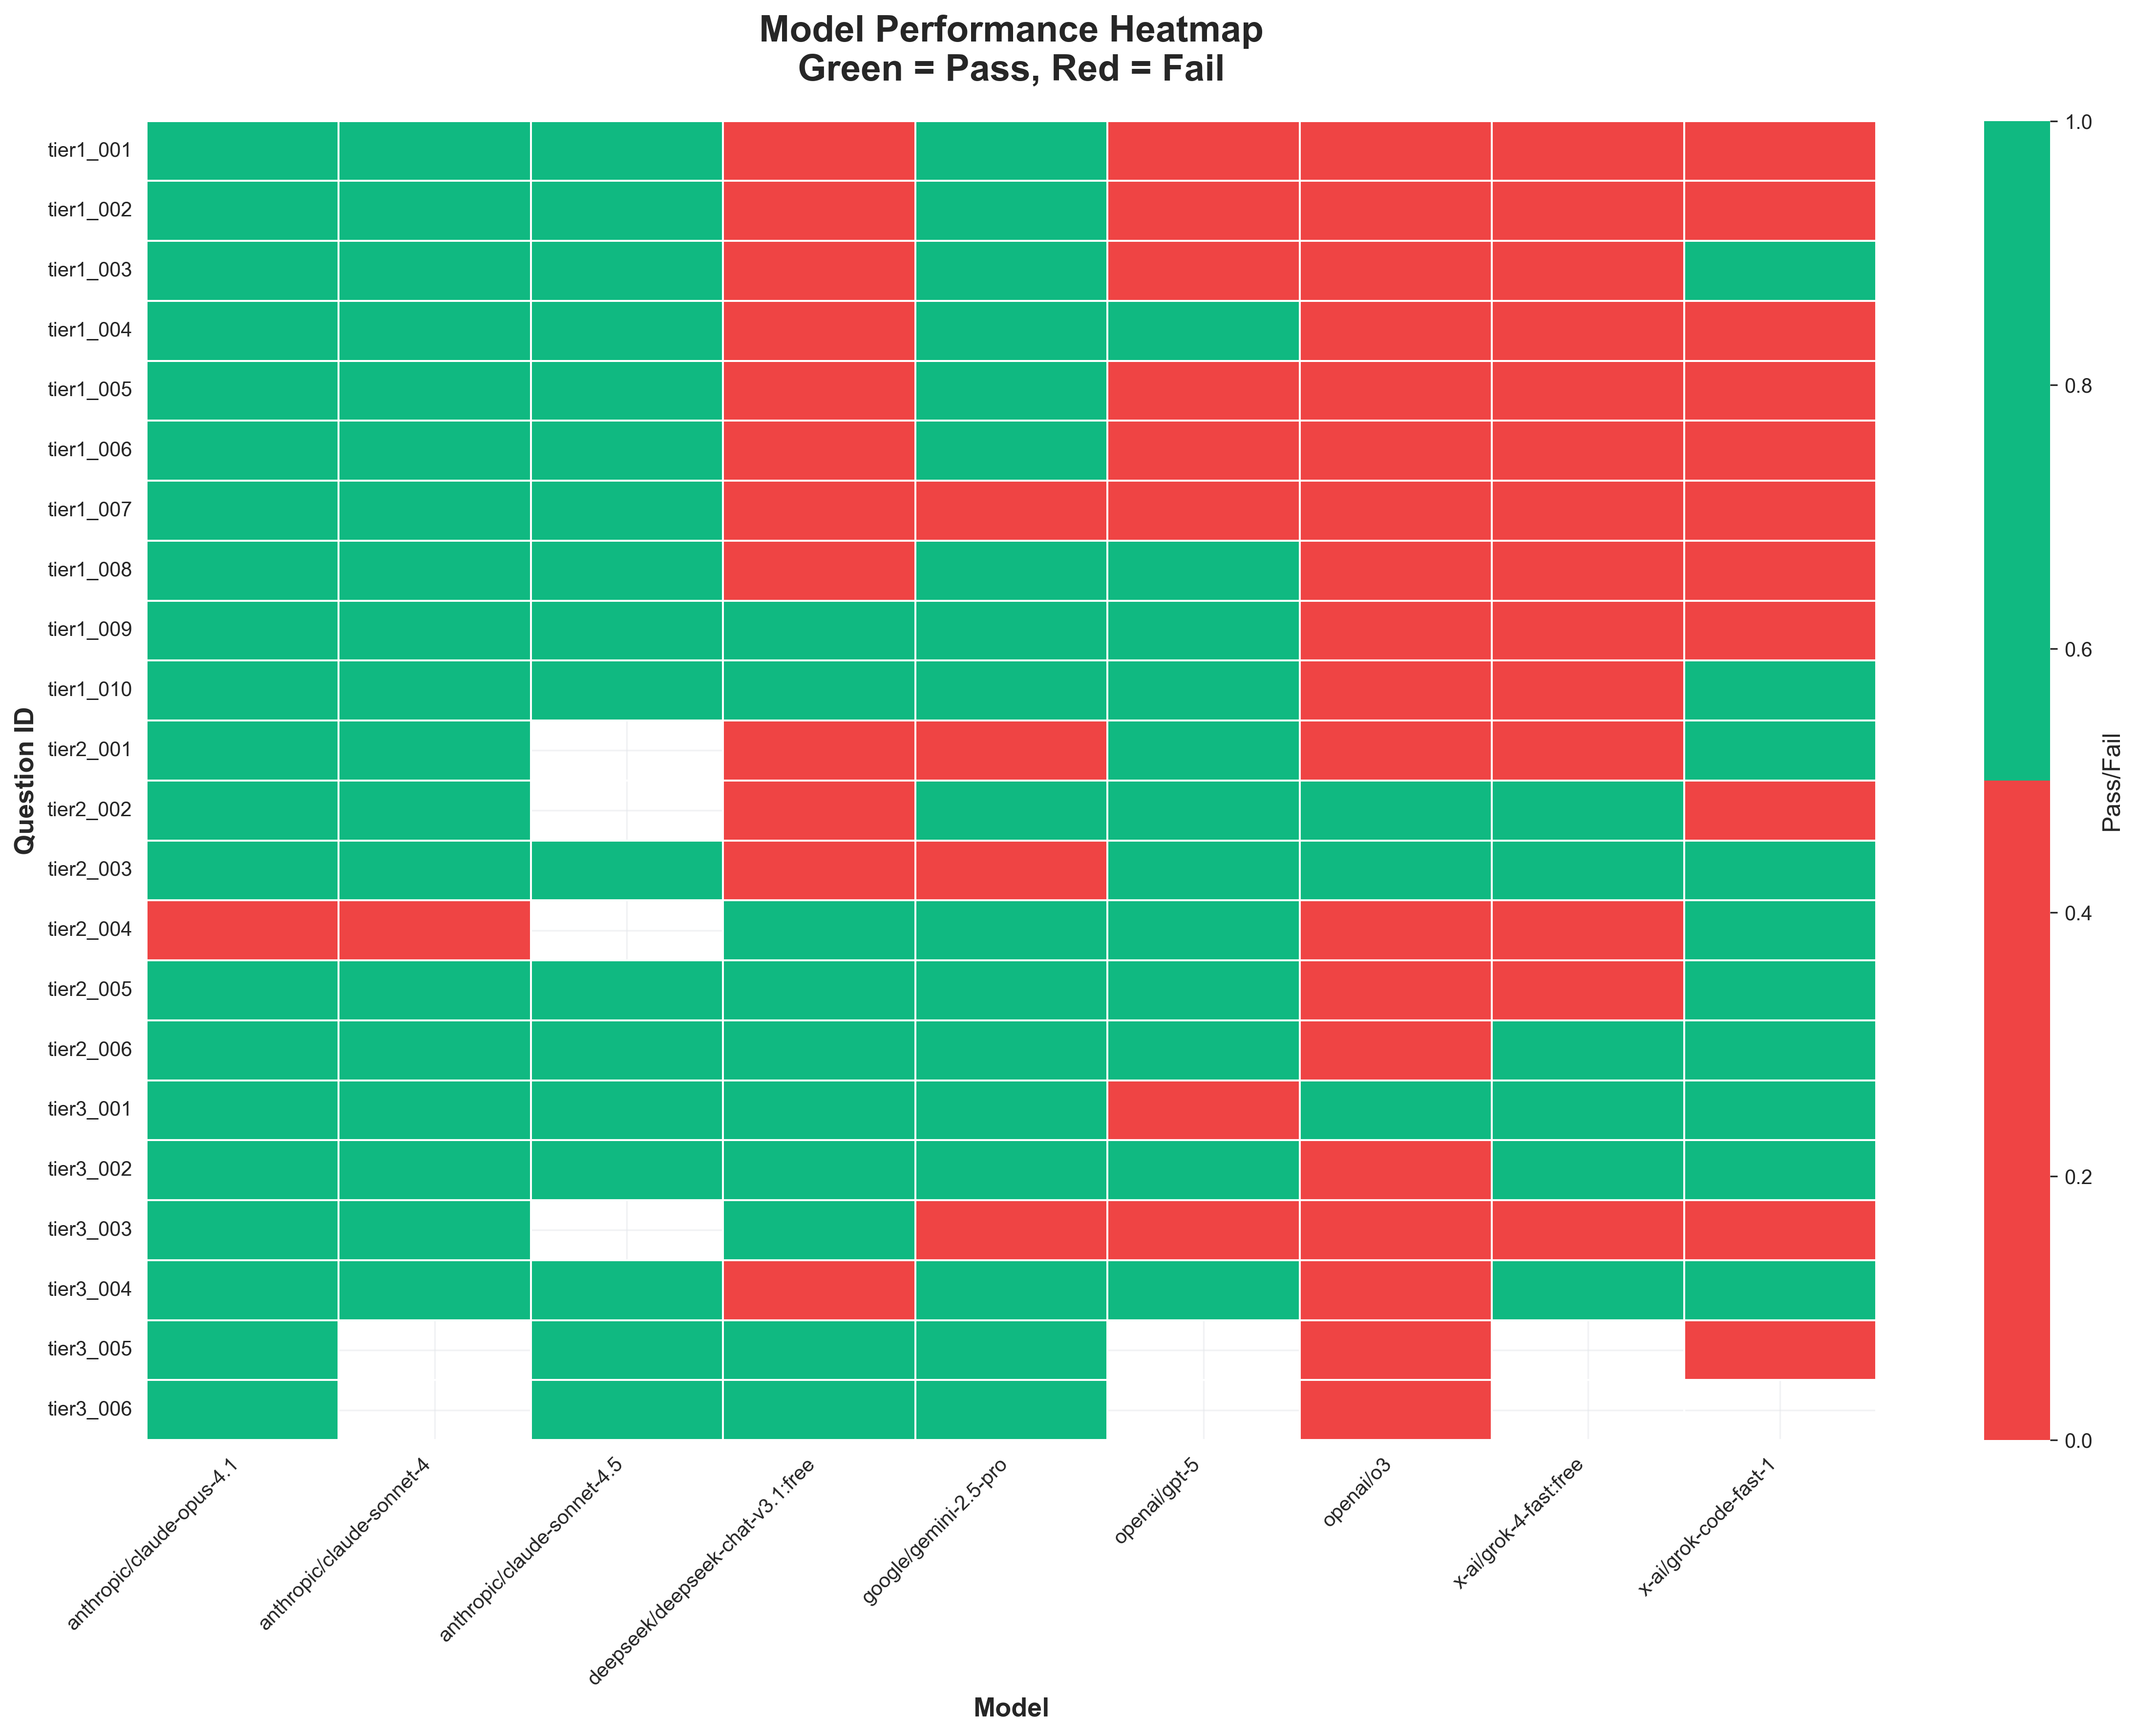 Model Performance Heatmap
Green = Pass, Red = Fail
Question ID
tier1_001
tier1_002
tier1_003
tier1_004
tier1_005
tier1_006
tier1_007
tier1_008
tier1_009
tier1_010
tier2_001
tier2_002
tier2_003
tier2_004
tier2_005
tier2_006
tier3_001
tier3_002
tier3_003
tier3_004
tier3_005
tier3_006
anthropic/claude-opus-4.1
anthropic/claude-sonnet-4
anthropic/claude-sonnet-4.5
deepseek/deepseek-chat-v3.1:free
google/gemini-2.5-pro
openai/gpt-5
openai/o3
x-ai/grok-4-fast:free
x-ai/grok-code-fast-1
Model
1.0
0.8
0.6
0.4
0.2
0.0
Pass/Fail